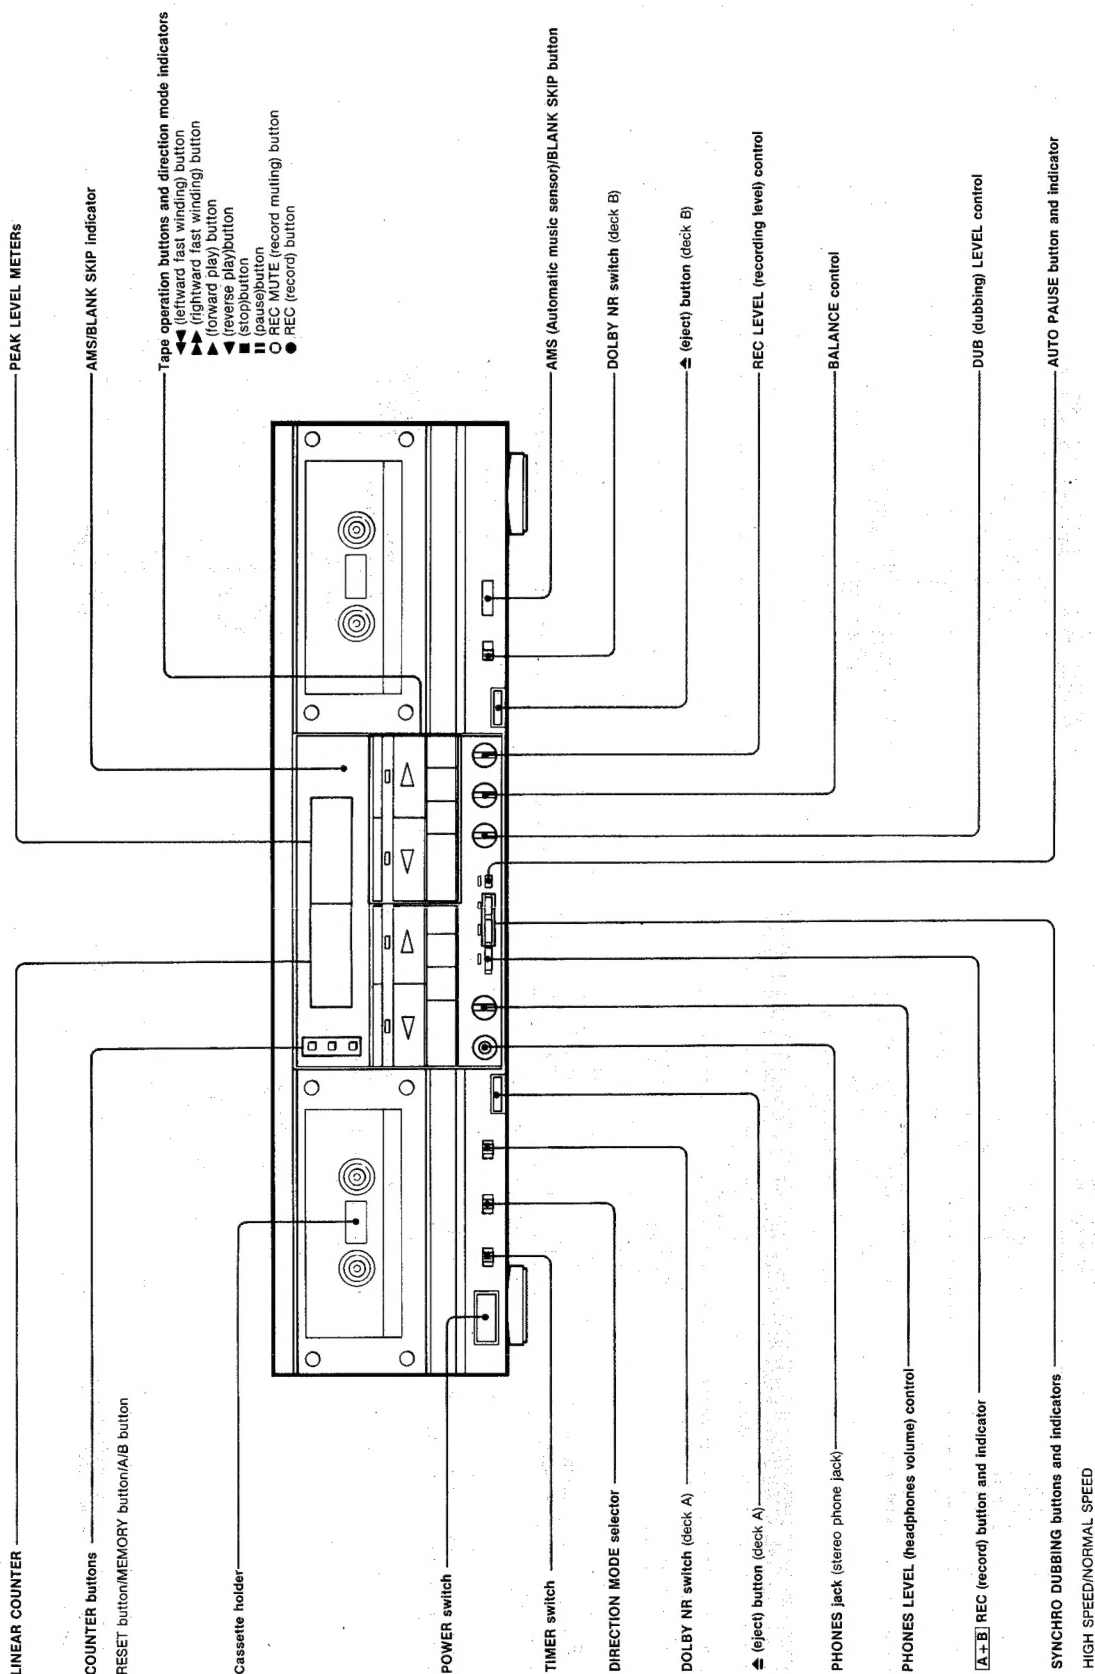 LINEAR COUNTER
COUNTER buttons
RESET button/MEMORY button/A/B button
Cassette holder
POWER switch
TIMER switch
DIRECTION MODE selector
DOLBY NR switch (deck A)
⏏ (eject) button (deck A)
PHONES jack (stereo phone jack)
PHONES LEVEL (headphones volume) control
A + B REC (record) button and indicator
SYNCHRO DUBBING buttons and indicators
HIGH SPEED/NORMAL SPEED
PEAK LEVEL METERs
AMS/BLANK SKIP indicator
Tape operation buttons and direction mode indicators
◀◀ (leftward fast winding) button
▶▶ (rightward fast winding) button
▶ (forward play) button
◀ (reverse play)button
■ (stop)button
▮▮ (pause)button
○ REC MUTE (record muting) button
● REC (record) button
AMS (Automatic music sensor)/BLANK SKIP button
DOLBY NR switch (deck B)
⏏ (eject) button (deck B)
REC LEVEL (recording level) control
BALANCE control
DUB (dubbing) LEVEL control
AUTO PAUSE button and indicator